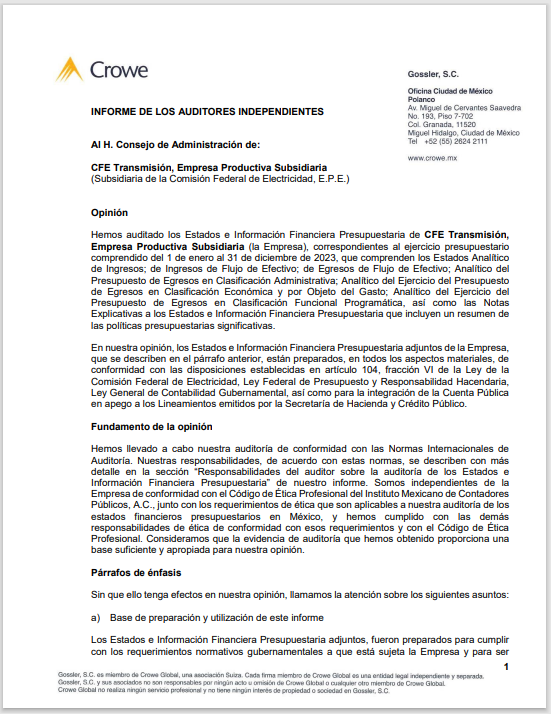 Crowe
Gossler, S.C.
Oficina Ciudad de México
Polanco
Av. Miguel de Cervantes Saavedra
No. 193, Piso 7-702
Col. Granada, 11520
Miguel Hidalgo, Ciudad de México
Tel +52 (55) 2624 2111
www.crowe.mx
INFORME DE LOS AUDITORES INDEPENDIENTES
Al H. Consejo de Administración de:
CFE Transmisión, Empresa Productiva Subsidiaria
(Subsidiaria de la Comisión Federal de Electricidad, E.P.E.)
Opinión
Hemos auditado los Estados e Información Financiera Presupuestaria de CFE Transmisión,
Empresa Productiva Subsidiaria (la Empresa), correspondientes al ejercicio presupuestario
comprendido del 1 de enero al 31 de diciembre de 2023, que comprenden los Estados Analítico
de Ingresos; de Ingresos de Flujo de Efectivo; de Egresos de Flujo de Efectivo; Analítico del
Presupuesto de Egresos en Clasificación Administrativa; Analítico del Ejercicio del Presupuesto
de Egresos en Clasificación Económica y por Objeto del Gasto; Analítico del Ejercicio del
Presupuesto de Egresos en Clasificación Funcional Programática, así como las Notas
Explicativas a los Estados e Información Financiera Presupuestaria que incluyen un resumen de
las políticas presupuestarias significativas.
En nuestra opinión, los Estados e Información Financiera Presupuestaria adjuntos de la Empresa,
que se describen en el párrafo anterior, están preparados, en todos los aspectos materiales, de
conformidad con las disposiciones establecidas en artículo 104, fracción VI de la Ley de la
Comisión Federal de Electricidad, Ley Federal de Presupuesto y Responsabilidad Hacendaria,
Ley General de Contabilidad Gubernamental, así como para la integración de la Cuenta Pública
en apego a los Lineamientos emitidos por la Secretaría de Hacienda y Crédito Público.
Fundamento de la opinión
Hemos llevado a cabo nuestra auditoría de conformidad con las Normas Internacionales de
Auditoría. Nuestras responsabilidades, de acuerdo con estas normas, se describen con más
detalle en la sección "Responsabilidades del auditor sobre la auditoría de los Estados e
Información Financiera Presupuestaria" de nuestro informe. Somos independientes de la
Empresa de conformidad con el Código de Ética Profesional del Instituto Mexicano de Contadores
Públicos, A.C., junto con los requerimientos de ética que son aplicables a nuestra auditoría de los
estados financieros presupuestarios en México, y hemos cumplido con las demás
responsabilidades de ética de conformidad con esos requerimientos y con el Código de Ética
Profesional. Consideramos que la evidencia de auditoría que hemos obtenido proporciona una
base suficiente y apropiada para nuestra opinión.
Párrafos de énfasis
Sin que ello tenga efectos en nuestra opinión, llamamos la atención sobre los siguientes asuntos:
a) Base de preparación y utilización de este informe
Los Estados e Información Financiera Presupuestaria adjuntos, fueron preparados para cumplir
con los requerimientos normativos gubernamentales a que está sujeta la Empresa y para ser
1
Gossler, S.C. es miembro de Crowe Global, una asociación Suiza. Cada firma miembro de Crowe Global es una entidad legal independiente y separada.
Gossler, S.C. y sus asociados no son responsables por ningún acto u omisión de Crowe Global o cualquier otro miembro de Crowe Global.
Crowe Global no realiza ningún servicio profesional y no tiene ningún interés de propiedad o sociedad en Gossler, S.C.